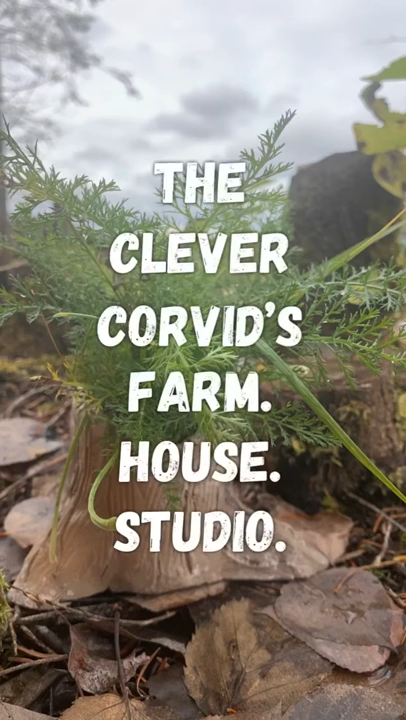 THE
CLEVER
CORVID'S
FARM.
HOUSE.
STUDIO.